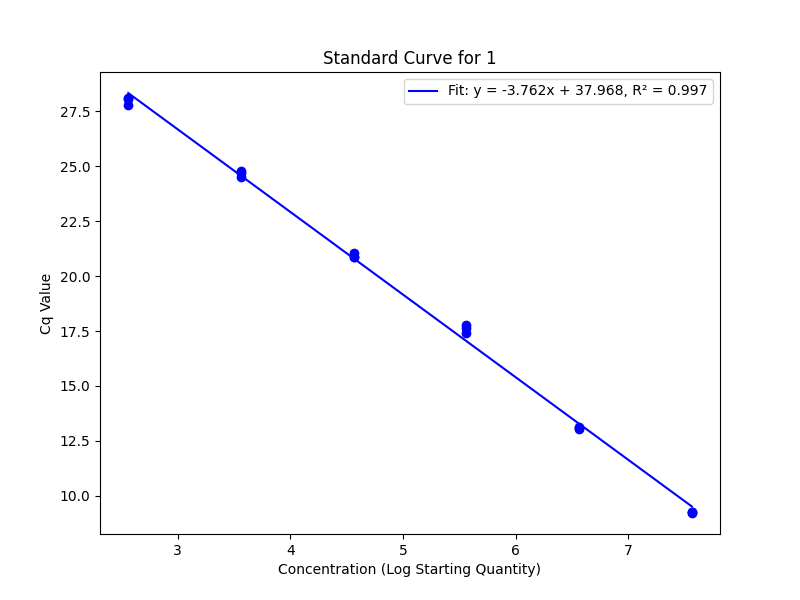 Standard Curve for 1
Fit: y = -3.762x + 37.968, R² = 0.997
Cq Value
27.5
25.0
22.5
20.0
17.5
15.0
12.5
10.0
3 4 5 6 7
Concentration (Log Starting Quantity)